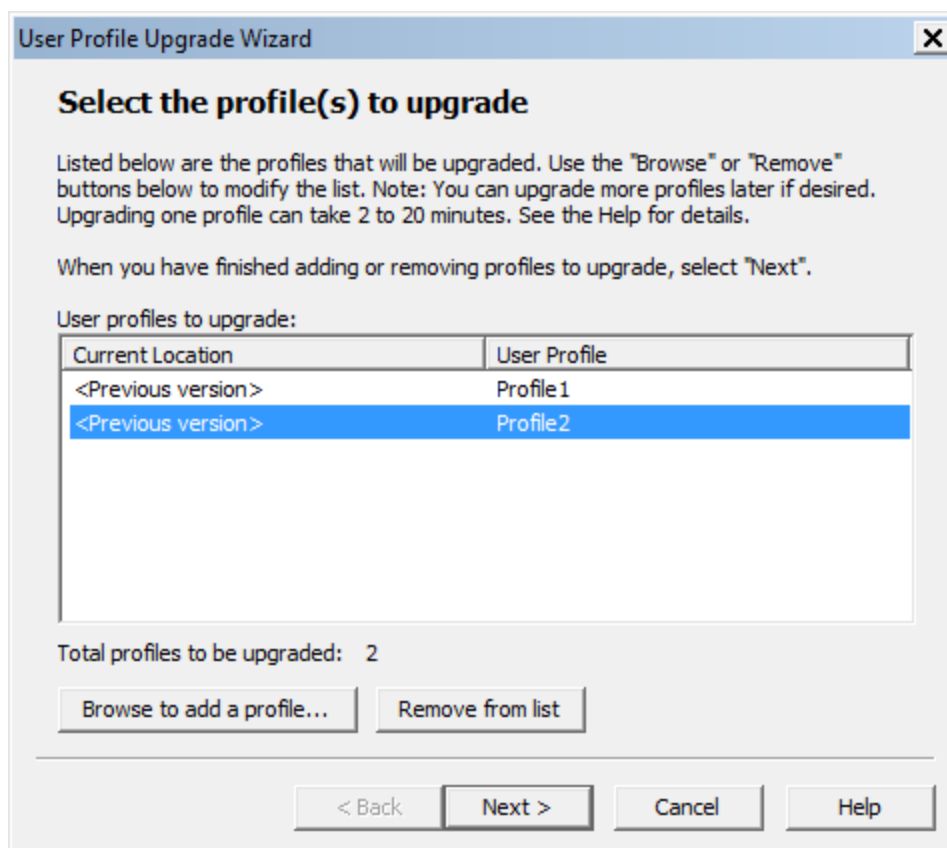 User Profile Upgrade Wizard
Select the profile(s) to upgrade
Listed below are the profiles that will be upgraded. Use the "Browse" or "Remove"
buttons below to modify the list. Note: You can upgrade more profiles later if desired.
Upgrading one profile can take 2 to 20 minutes. See the Help for details.
When you have finished adding or removing profiles to upgrade, select "Next".
User profiles to upgrade:
Current Location User Profile
<Previous version> Profile1
<Previous version> Profile2
Total profiles to be upgraded: 2
Browse to add a profile... Remove from list
< Back Next > Cancel Help